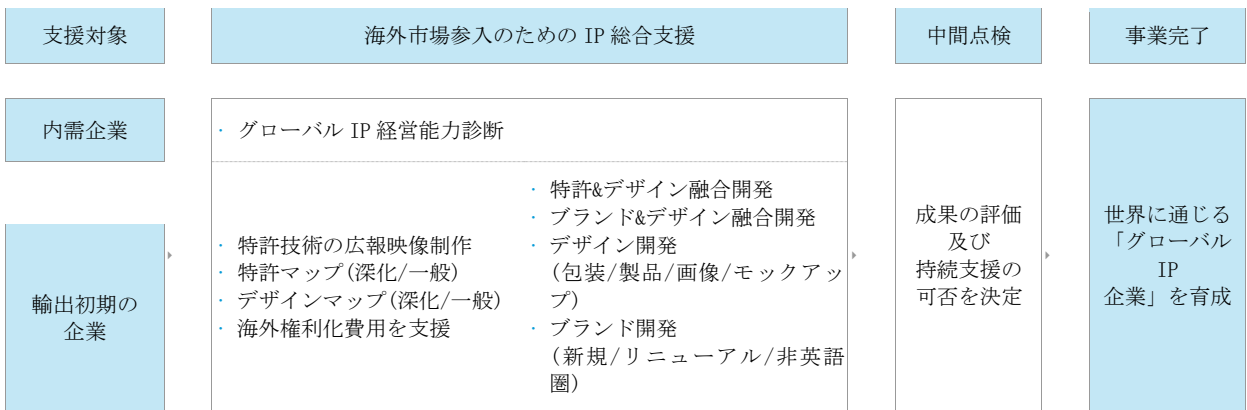 支援対象
海外市場参入のための IP 総合支援
中間点検
事業完了
内需企業
輸出初期の
企業
· グローバル IP 経営能力診断
· 特許技術の広報映像制作
· 特許マップ(深化/一般)
· デザインマップ(深化/一般)
· 海外権利化費用を支援
· 特許&デザイン融合開発
· ブランド&デザイン融合開発
· デザイン開発
(包装/製品/画像/モックアッ
プ)
· ブランド開発
(新規/リニューアル/非英語
圏)
成果の評価
及び
持続支援の
可否を決定
世界に通じる
「グローバル
IP
企業」を育成